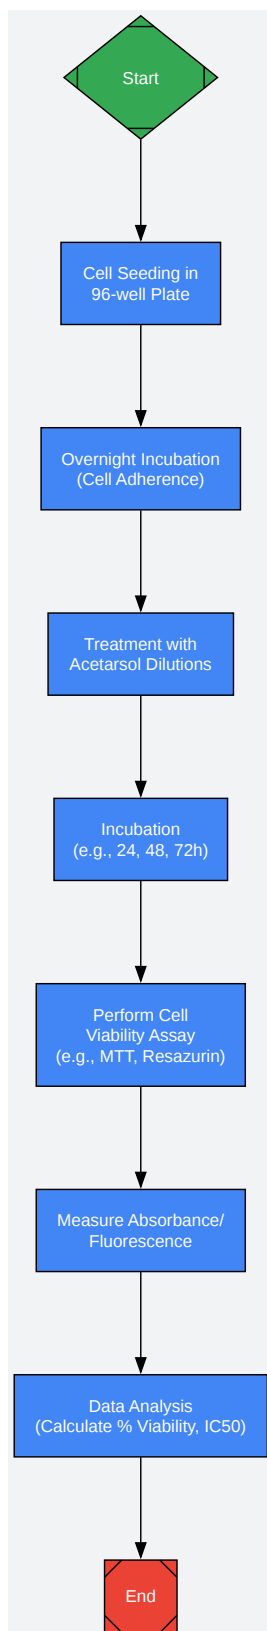 Start
Cell Seeding in
96-well Plate
Overnight Incubation
(Cell Adherence)
Treatment with
Acetarsol Dilutions
Incubation
(e.g., 24, 48, 72h)
Perform Cell
Viability Assay
(e.g., MTT, Resazurin)
Measure Absorbance/
Fluorescence
Data Analysis
(Calculate % Viability, IC50)
End